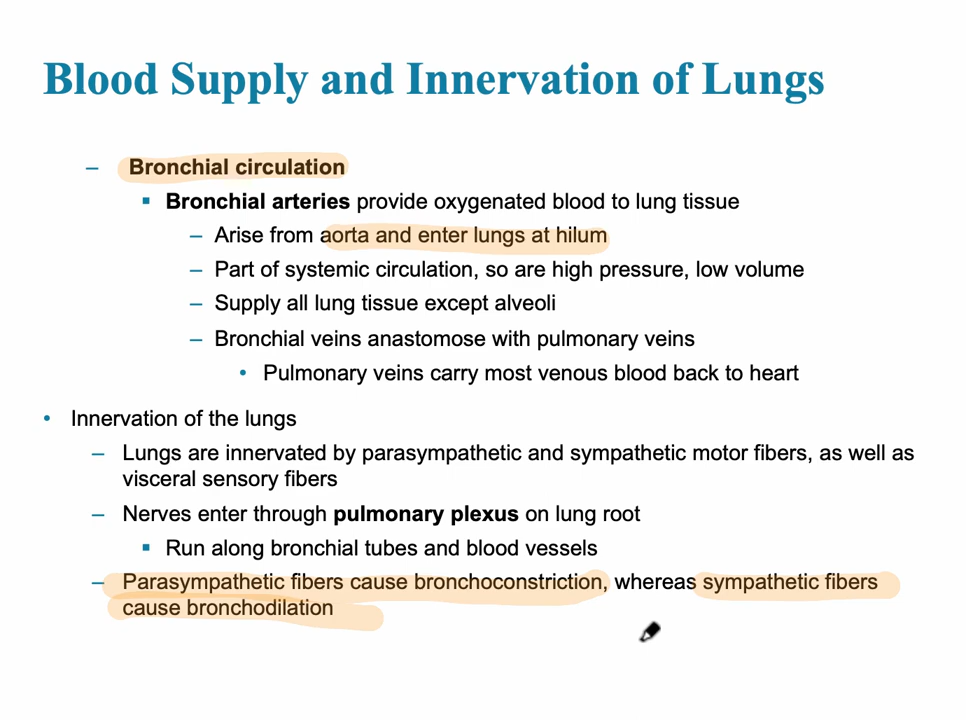 Blood Supply and Innervation of Lungs
– Bronchial circulation
▪ Bronchial arteries provide oxygenated blood to lung tissue
– Arise from aorta and enter lungs at hilum
– Part of systemic circulation, so are high pressure, low volume
– Supply all lung tissue except alveoli
– Bronchial veins anastomose with pulmonary veins
• Pulmonary veins carry most venous blood back to heart
• Innervation of the lungs
– Lungs are innervated by parasympathetic and sympathetic motor fibers, as well as
visceral sensory fibers
– Nerves enter through pulmonary plexus on lung root
▪ Run along bronchial tubes and blood vessels
– Parasympathetic fibers cause bronchoconstriction, whereas sympathetic fibers
cause bronchodilation